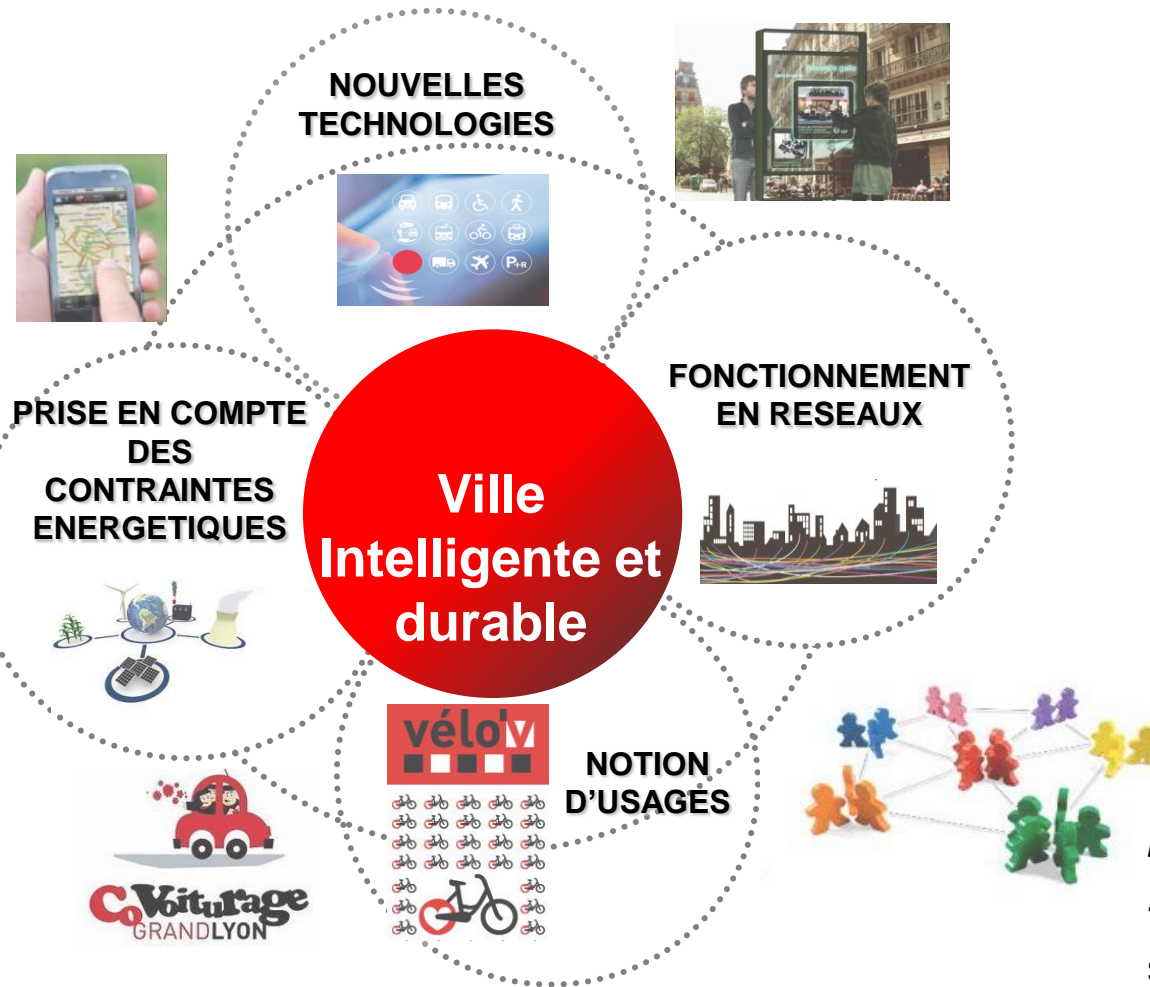 NOUVELLES
TECHNOLOGIES
P+R
PRISE EN COMPTE
DES
CONTRAINTES
ENERGETIQUES
FONCTIONNEMENT
EN RESEAUX
Ville
Intelligente et
durable
vélo'v
NOTION
D'USAGES
CoVoiturage
GRANDLYON